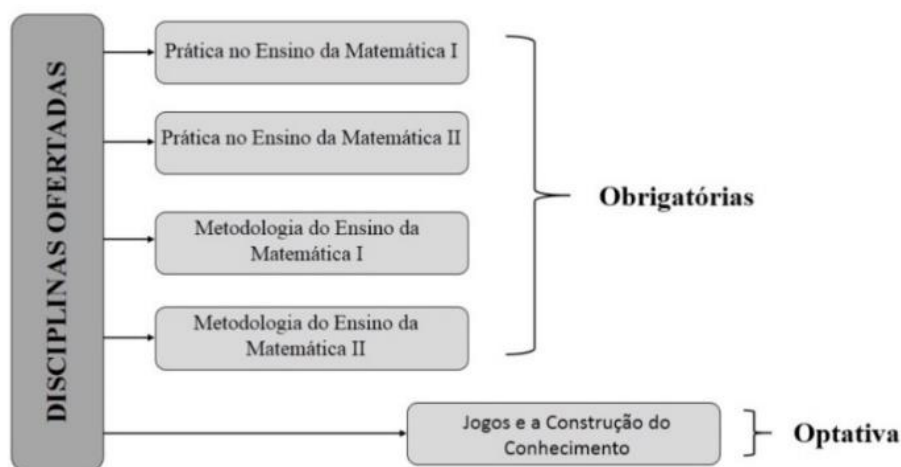 DISCIPLINAS OFERTADAS
Prática no Ensino da Matemática I
Prática no Ensino da Matemática II
Metodologia do Ensino da
Matemática I
Metodologia do Ensino da
Matemática II
Obrigatórias
Jogos e a Construção do
Conhecimento
Optativa